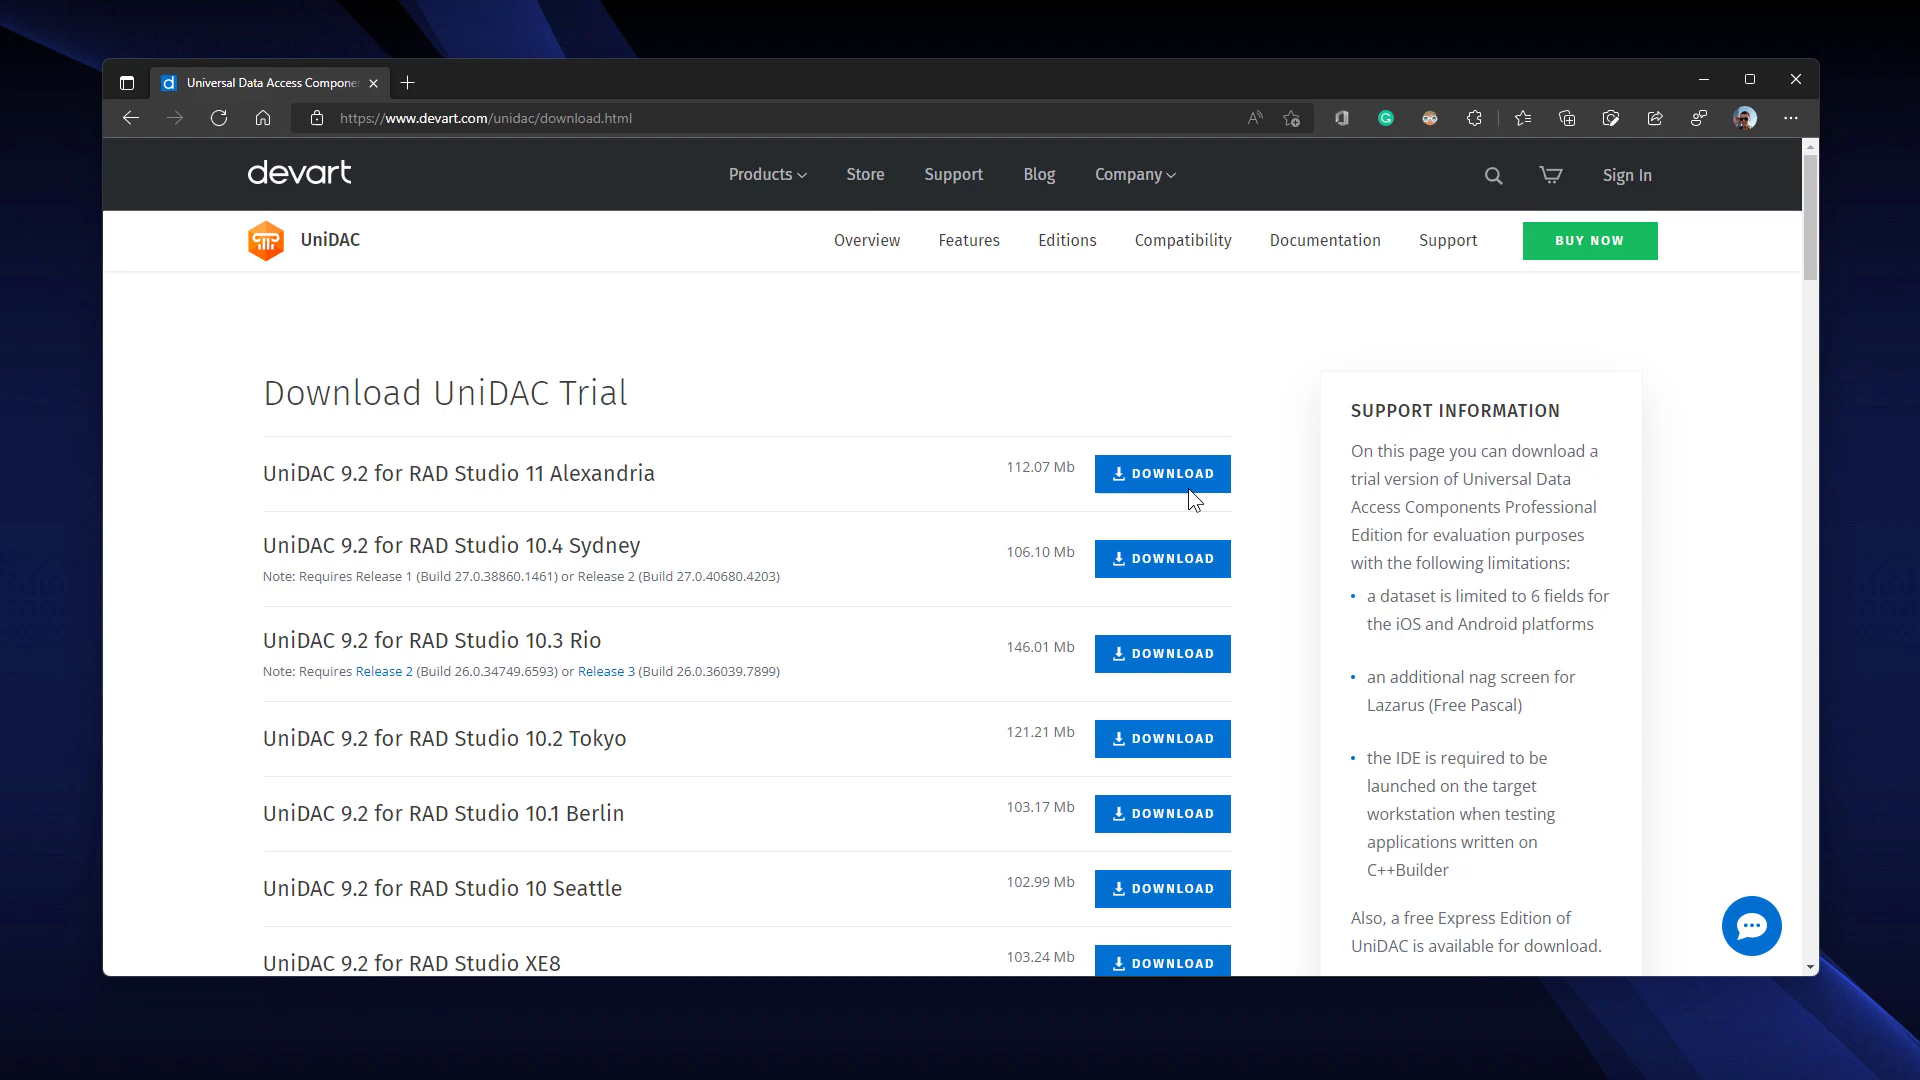 Universal Data Access Compone
https://www.devart.com/unidac/download.html
devart
Products
Store
Support
Blog
Company
Sign In
UniDAC
Overview
Features
Editions
Compatibility
Documentation
Support
BUY NOW
Download UniDAC Trial
UniDAC 9.2 for RAD Studio 11 Alexandria
112.07 Mb
DOWNLOAD
UniDAC 9.2 for RAD Studio 10.4 Sydney
Note: Requires Release 1 (Build 27.0.38860.1461) or Release 2 (Build 27.0.40680.4203)
106.10 Mb
DOWNLOAD
UniDAC 9.2 for RAD Studio 10.3 Rio
Note: Requires Release 2 (Build 26.0.34749.6593) or Release 3 (Build 26.0.36039.7899)
146.01 Mb
DOWNLOAD
UniDAC 9.2 for RAD Studio 10.2 Tokyo
121.21 Mb
DOWNLOAD
UniDAC 9.2 for RAD Studio 10.1 Berlin
103.17 Mb
DOWNLOAD
UniDAC 9.2 for RAD Studio 10 Seattle
102.99 Mb
DOWNLOAD
UniDAC 9.2 for RAD Studio XE8
103.24 Mb
DOWNLOAD
SUPPORT INFORMATION
On this page you can download a
trial version of Universal Data
Access Components Professional
Edition for evaluation purposes
with the following limitations:
• a dataset is limited to 6 fields for
the iOS and Android platforms
• an additional nag screen for
Lazarus (Free Pascal)
• the IDE is required to be
launched on the target
workstation when testing
applications written on
C++Builder
Also, a free Express Edition of
UniDAC is available for download.